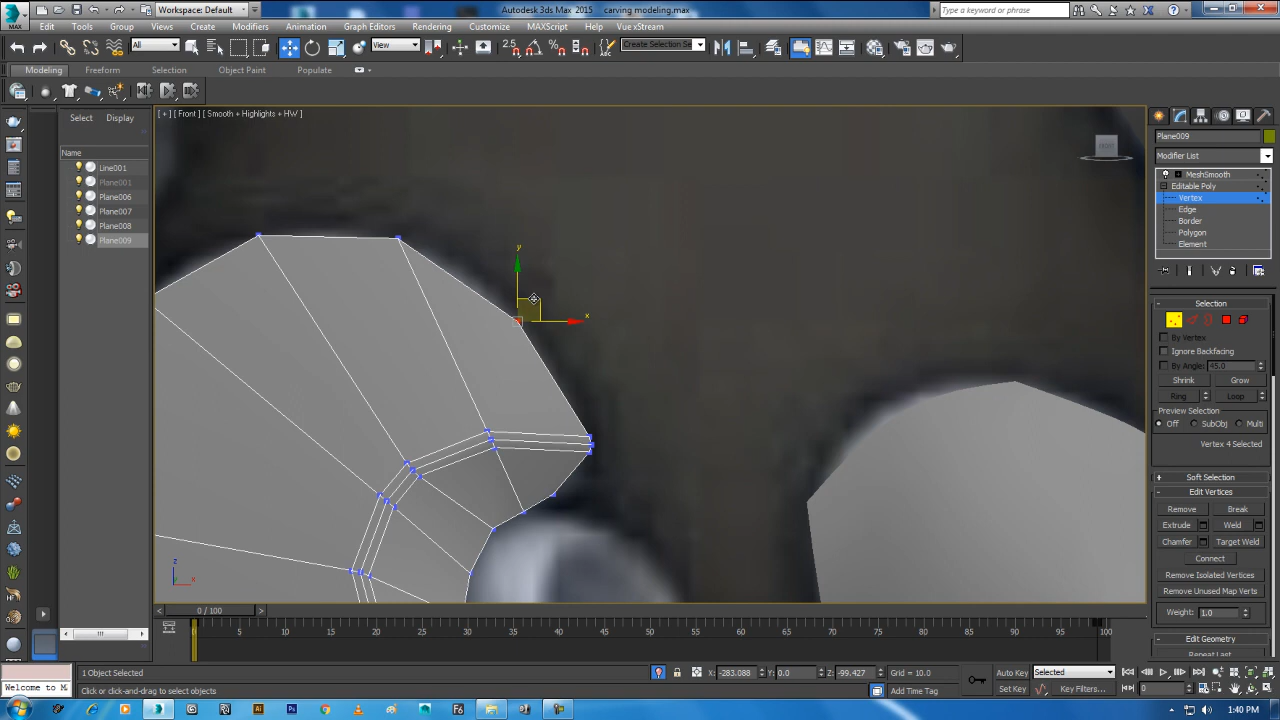 Workspace: Default
Autodesk 3ds Max 2015 carving modeling.max
Type a keyword or phrase
MAX
Edit Tools Group Views Create Modifiers Animation Graph Editors Rendering Customize MAXScript Help Vue xStream
All View 2.5 Create Selection Se
Modeling Freeform Selection Object Paint Populate
Select Display
Name
Line001
Plane001
Plane006
Plane007
Plane008
Plane009
[ + ] [ Front ] [ Smooth + Highlights + HW ]
FRONT
y
x
z
x
Plane009
Modifier List
MeshSmooth
Editable Poly
Vertex
Edge
Border
Polygon
Element
Selection
By Vertex
Ignore Backfacing
By Angle: 45.0
Shrink Grow
Ring Loop
Preview Selection
Off SubObj Multi
Vertex 4 Selected
Soft Selection
Edit Vertices
Remove Break
Extrude Weld
Chamfer Target Weld
Connect
Remove Isolated Vertices
Remove Unused Map Verts
Weight: 1.0
Edit Geometry
Repeat Last
0 / 100
0 5 10 15 20 25 30 35 40 45 50 55 60 65 70 75 80 85 90 95 100
1 Object Selected
X: -283.088 Y: 0.0 Z: -99.427 Grid = 10.0
Auto Key Selected
Welcome to M
Click or click-and-drag to select objects
Add Time Tag
Set Key Key Filters... 0
1:40 PM